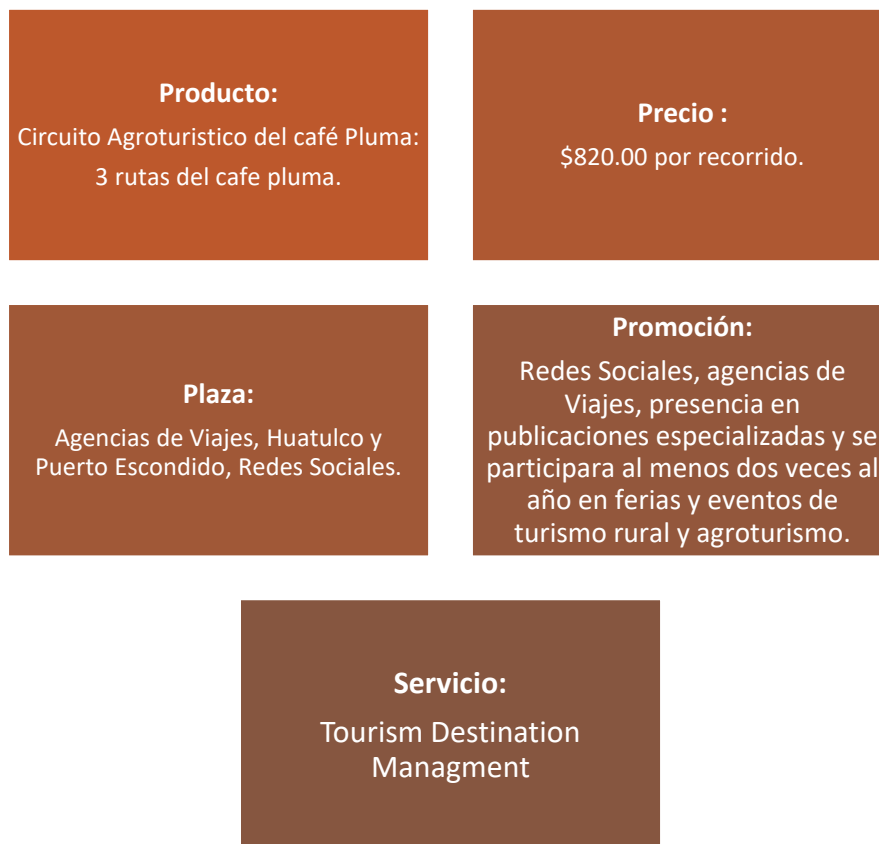 Producto:
Circuito Agroturistico del café Pluma:
3 rutas del cafe pluma.
Precio :
$820.00 por recorrido.
Plaza:
Agencias de Viajes, Huatulco y
Puerto Escondido, Redes Sociales.
Promoción:
Redes Sociales, agencias de
Viajes, presencia en
publicaciones especializadas y se
participara al menos dos veces al
año en ferias y eventos de
turismo rural y agroturismo.
Servicio:
Tourism Destination
Managment